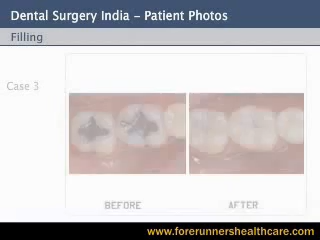 Dental Surgery India - Patient Photos
Filling
Case 3
BEFORE AFTER
www.forerunnershealthcare.com